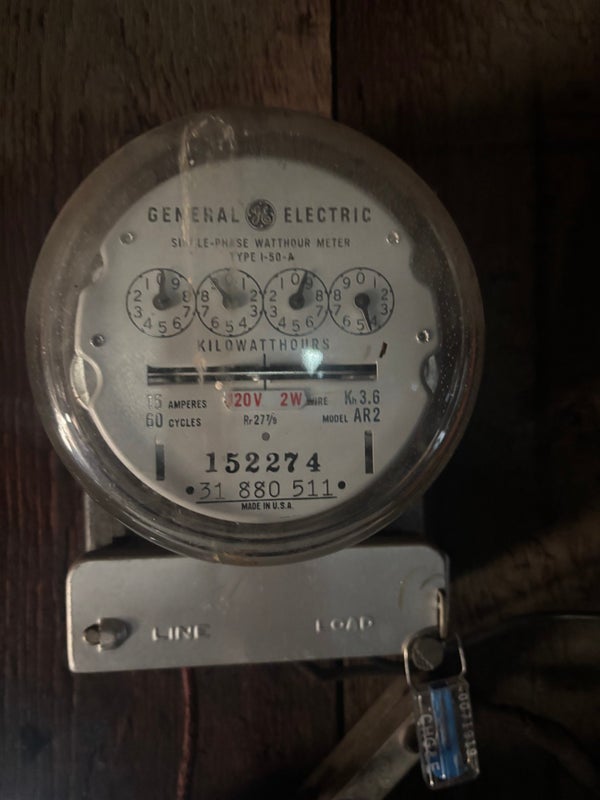 GENERAL GE ELECTRIC
SINGLE-PHASE WATTHOUR METER
TYPE I-50-A
KILOWATTHOURS
15 AMPERES 120V 2W WIRE Kh 3.6
60 CYCLES Rr 27 7/9 MODEL AR2
152274
•31 880 511•
MADE IN U.S.A.
LINE LOAD